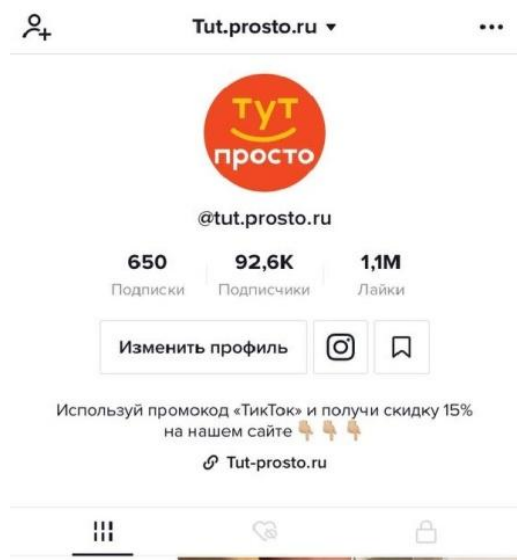 Tut.prosto.ru
тут
просто
@tut.prosto.ru
650 92,6K 1,1M
Подписки Подписчики Лайки
Изменить профиль
Используй промокод «ТикТок» и получи скидку 15%
на нашем сайте 👇🏼👇🏼👇🏼
Tut-prosto.ru